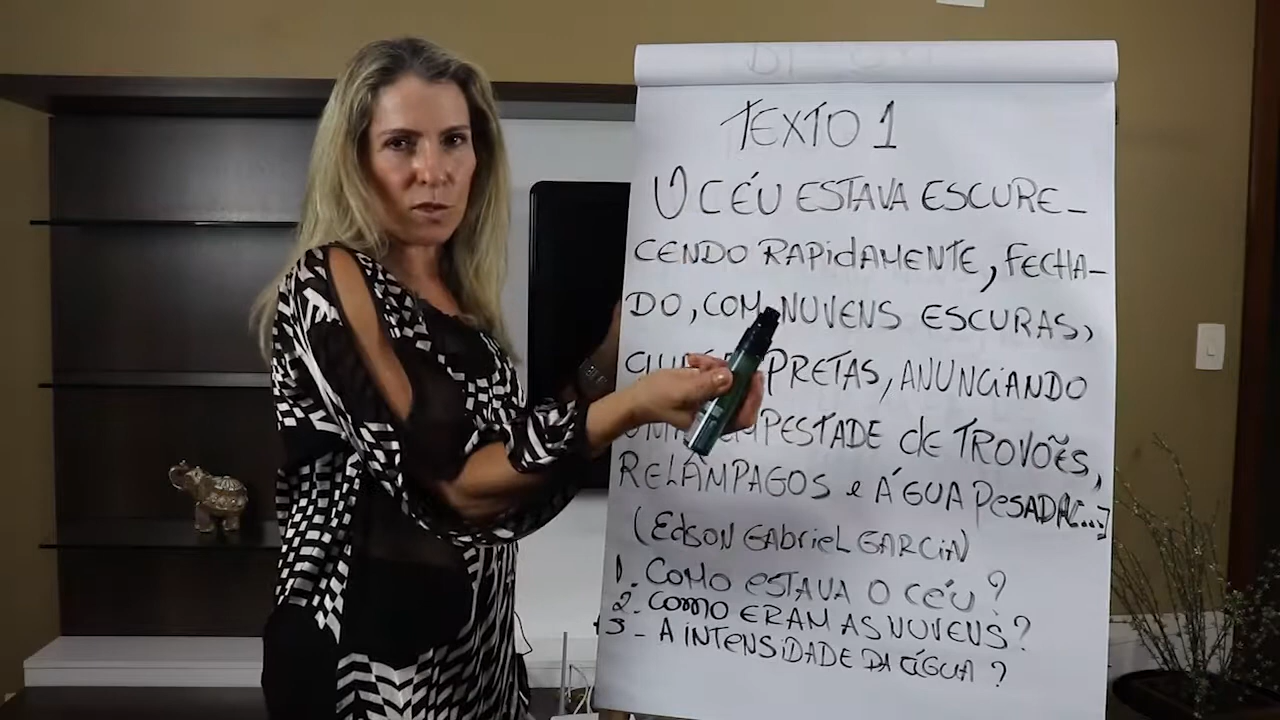 TEXTO 1
O CÉU ESTAVA ESCURE-
CENDO RAPIDAMENTE, FECHA-
DO, COM NUVENS ESCURAS,
PRETAS, ANUNCIANDO
TEMPESTADE de TROVÕES,
RELÂMPAGOS e ÁGUA PESADA[...]
(EDSON GABRIEL GARCIA)
1. COMO ESTAVA O CÉU?
2- COMO ERAM AS NUVENS?
3- A INTENSIDADE DA ÁGUA?